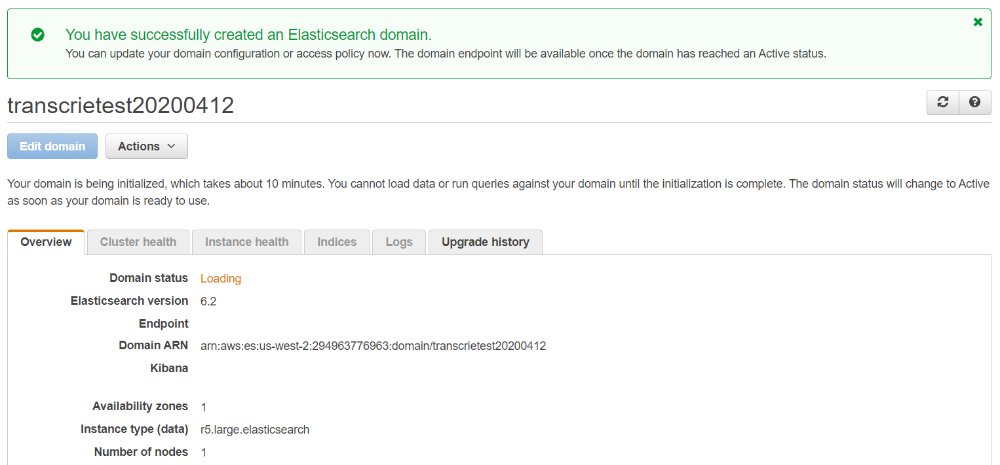 You have successfully created an Elasticsearch domain.
You can update your domain configuration or access policy now. The domain endpoint will be available once the domain has reached an Active status.
transcrietest20200412
Edit domain
Actions
Your domain is being initialized, which takes about 10 minutes. You cannot load data or run queries against your domain until the initialization is complete. The domain status will change to Active
as soon as your domain is ready to use.
Overview Cluster health Instance health Indices Logs Upgrade history
Domain status Loading
Elasticsearch version 6.2
Endpoint
Domain ARN arn:aws:es:us-west-2:294963776963:domain/transcrietest20200412
Kibana
Availability zones 1
Instance type (data) r5.large.elasticsearch
Number of nodes 1